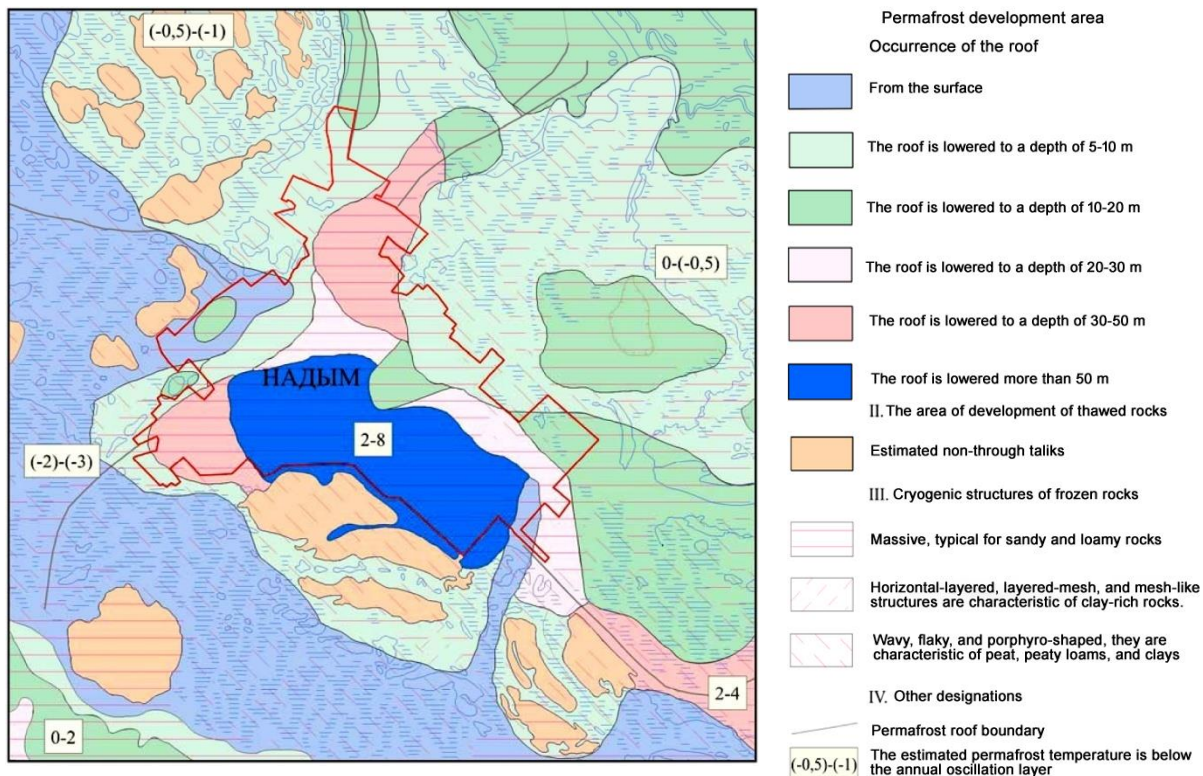 (-0,5)-(-1)
0-(-0,5)
НАДЫМ
2-8
(-2)-(-3)
2-4
0-2
Permafrost development area
Occurrence of the roof
From the surface
The roof is lowered to a depth of 5-10 m
The roof is lowered to a depth of 10-20 m
The roof is lowered to a depth of 20-30 m
The roof is lowered to a depth of 30-50 m
The roof is lowered more than 50 m
II. The area of development of thawed rocks
Estimated non-through taliks
III. Cryogenic structures of frozen rocks
Massive, typical for sandy and loamy rocks
Horizontal-layered, layered-mesh, and mesh-like
structures are characteristic of clay-rich rocks.
Wavy, flaky, and porphyro-shaped, they are
characteristic of peat, peaty loams, and clays
IV. Other designations
Permafrost roof boundary
(-0,5)-(-1)
The estimated permafrost temperature is below
the annual oscillation layer